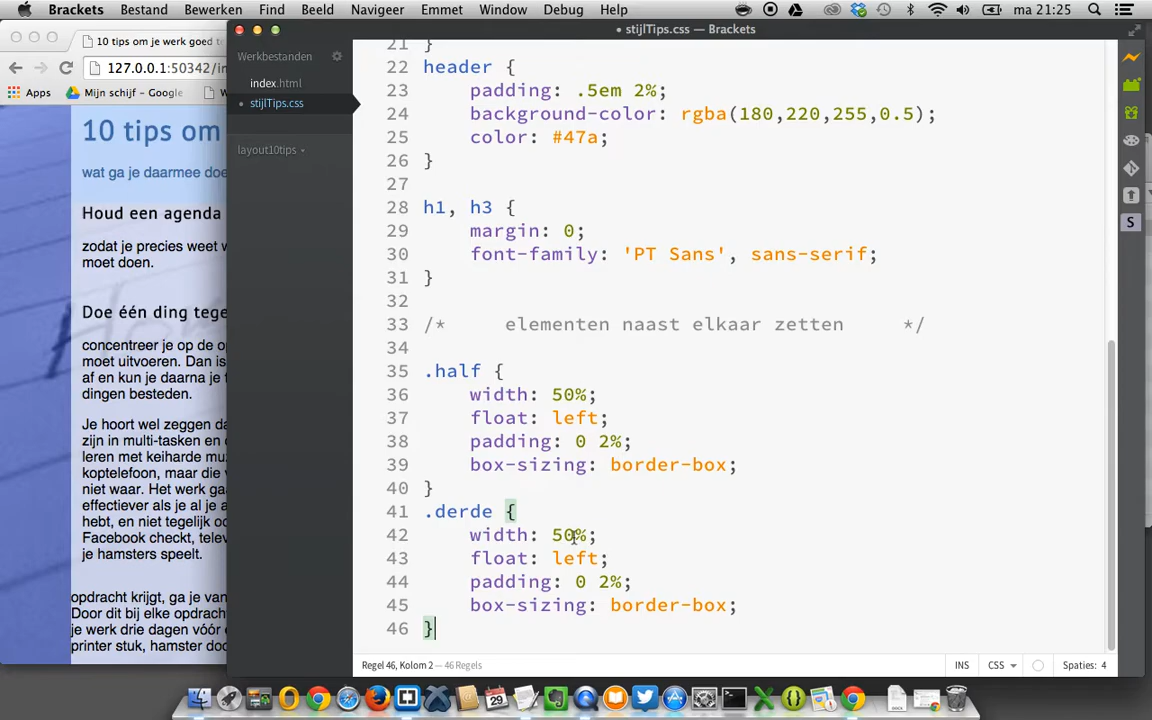 Brackets Bestand Bewerken Find Beeld Navigeer Emmet Window Debug Help ma 21:25
10 tips om je werk goed t
127.0.0.1:50342/in
Apps Mijn schijf - Google
10 tips om
wat ga je daarmee doe
Houd een agenda
zodat je precies weet w
moet doen.
Doe één ding tege
concentreer je op de op
moet uitvoeren. Dan is
af en kun je daarna je
dingen besteden.
Je hoort wel zeggen da
zijn in multi-tasken en
leren met keiharde mu
koptelefoon, maar die
niet waar. Het werk gaa
effectiever als je al je a
hebt, en niet tegelijk oo
Facebook checkt, telev
je hamsters speelt.
opdracht krijgt, ga je van
Door dit bij elke opdrach
je werk drie dagen vóór
printer stuk, hamster doo
• stijlTips.css — Brackets
Werkbestanden
index.html
• stijlTips.css
layout10tips
21 }
22 header {
23 padding: .5em 2%;
24 background-color: rgba(180,220,255,0.5);
25 color: #47a;
26 }
27
28 h1, h3 {
29 margin: 0;
30 font-family: 'PT Sans', sans-serif;
31 }
32
33 /* elementen naast elkaar zetten */
34
35 .half {
36 width: 50%;
37 float: left;
38 padding: 0 2%;
39 box-sizing: border-box;
40 }
41 .derde {
42 width: 50%;
43 float: left;
44 padding: 0 2%;
45 box-sizing: border-box;
46 }
Regel 46, Kolom 2 — 46 Regels INS CSS Spaties: 4